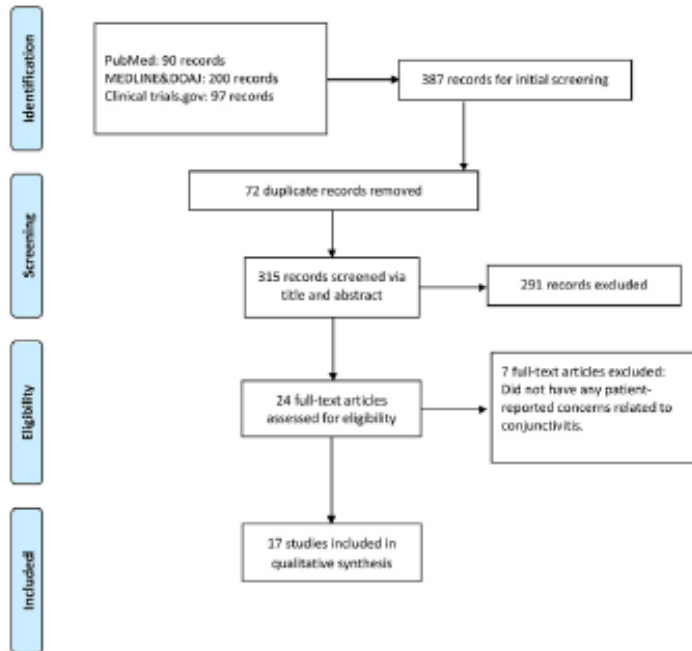 Identification
PubMed: 90 records
MEDLINE&DOAJ: 200 records
Clinical trials.gov: 97 records
387 records for initial screening
Screening
72 duplicate records removed
315 records screened via
title and abstract
291 records excluded
Eligibility
24 full-text articles
assessed for eligibility
7 full-text articles excluded:
Did not have any patient-
reported concerns related to
conjunctivitis.
Included
17 studies included in
qualitative synthesis